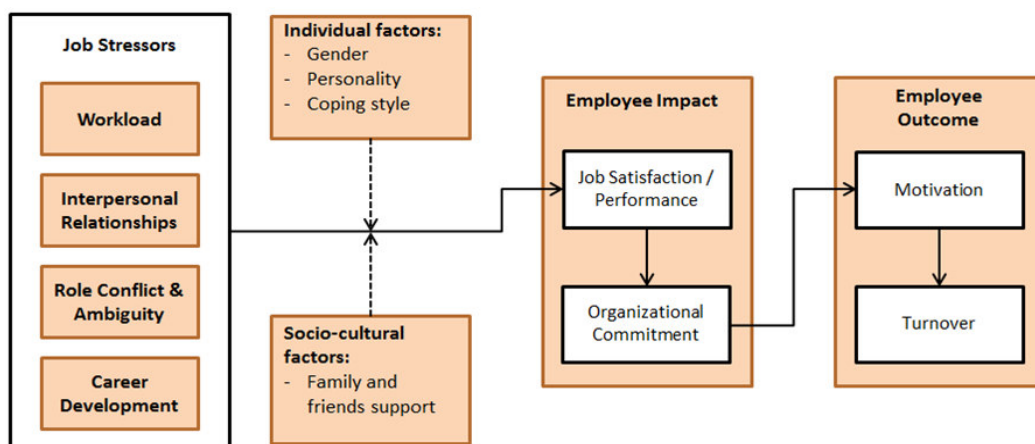 Job Stressors
Workload
Interpersonal
Relationships
Role Conflict &
Ambiguity
Career
Development
Individual factors:
- Gender
- Personality
- Coping style
Socio-cultural
factors:
- Family and
friends support
Employee Impact
Job Satisfaction /
Performance
Organizational
Commitment
Employee
Outcome
Motivation
Turnover